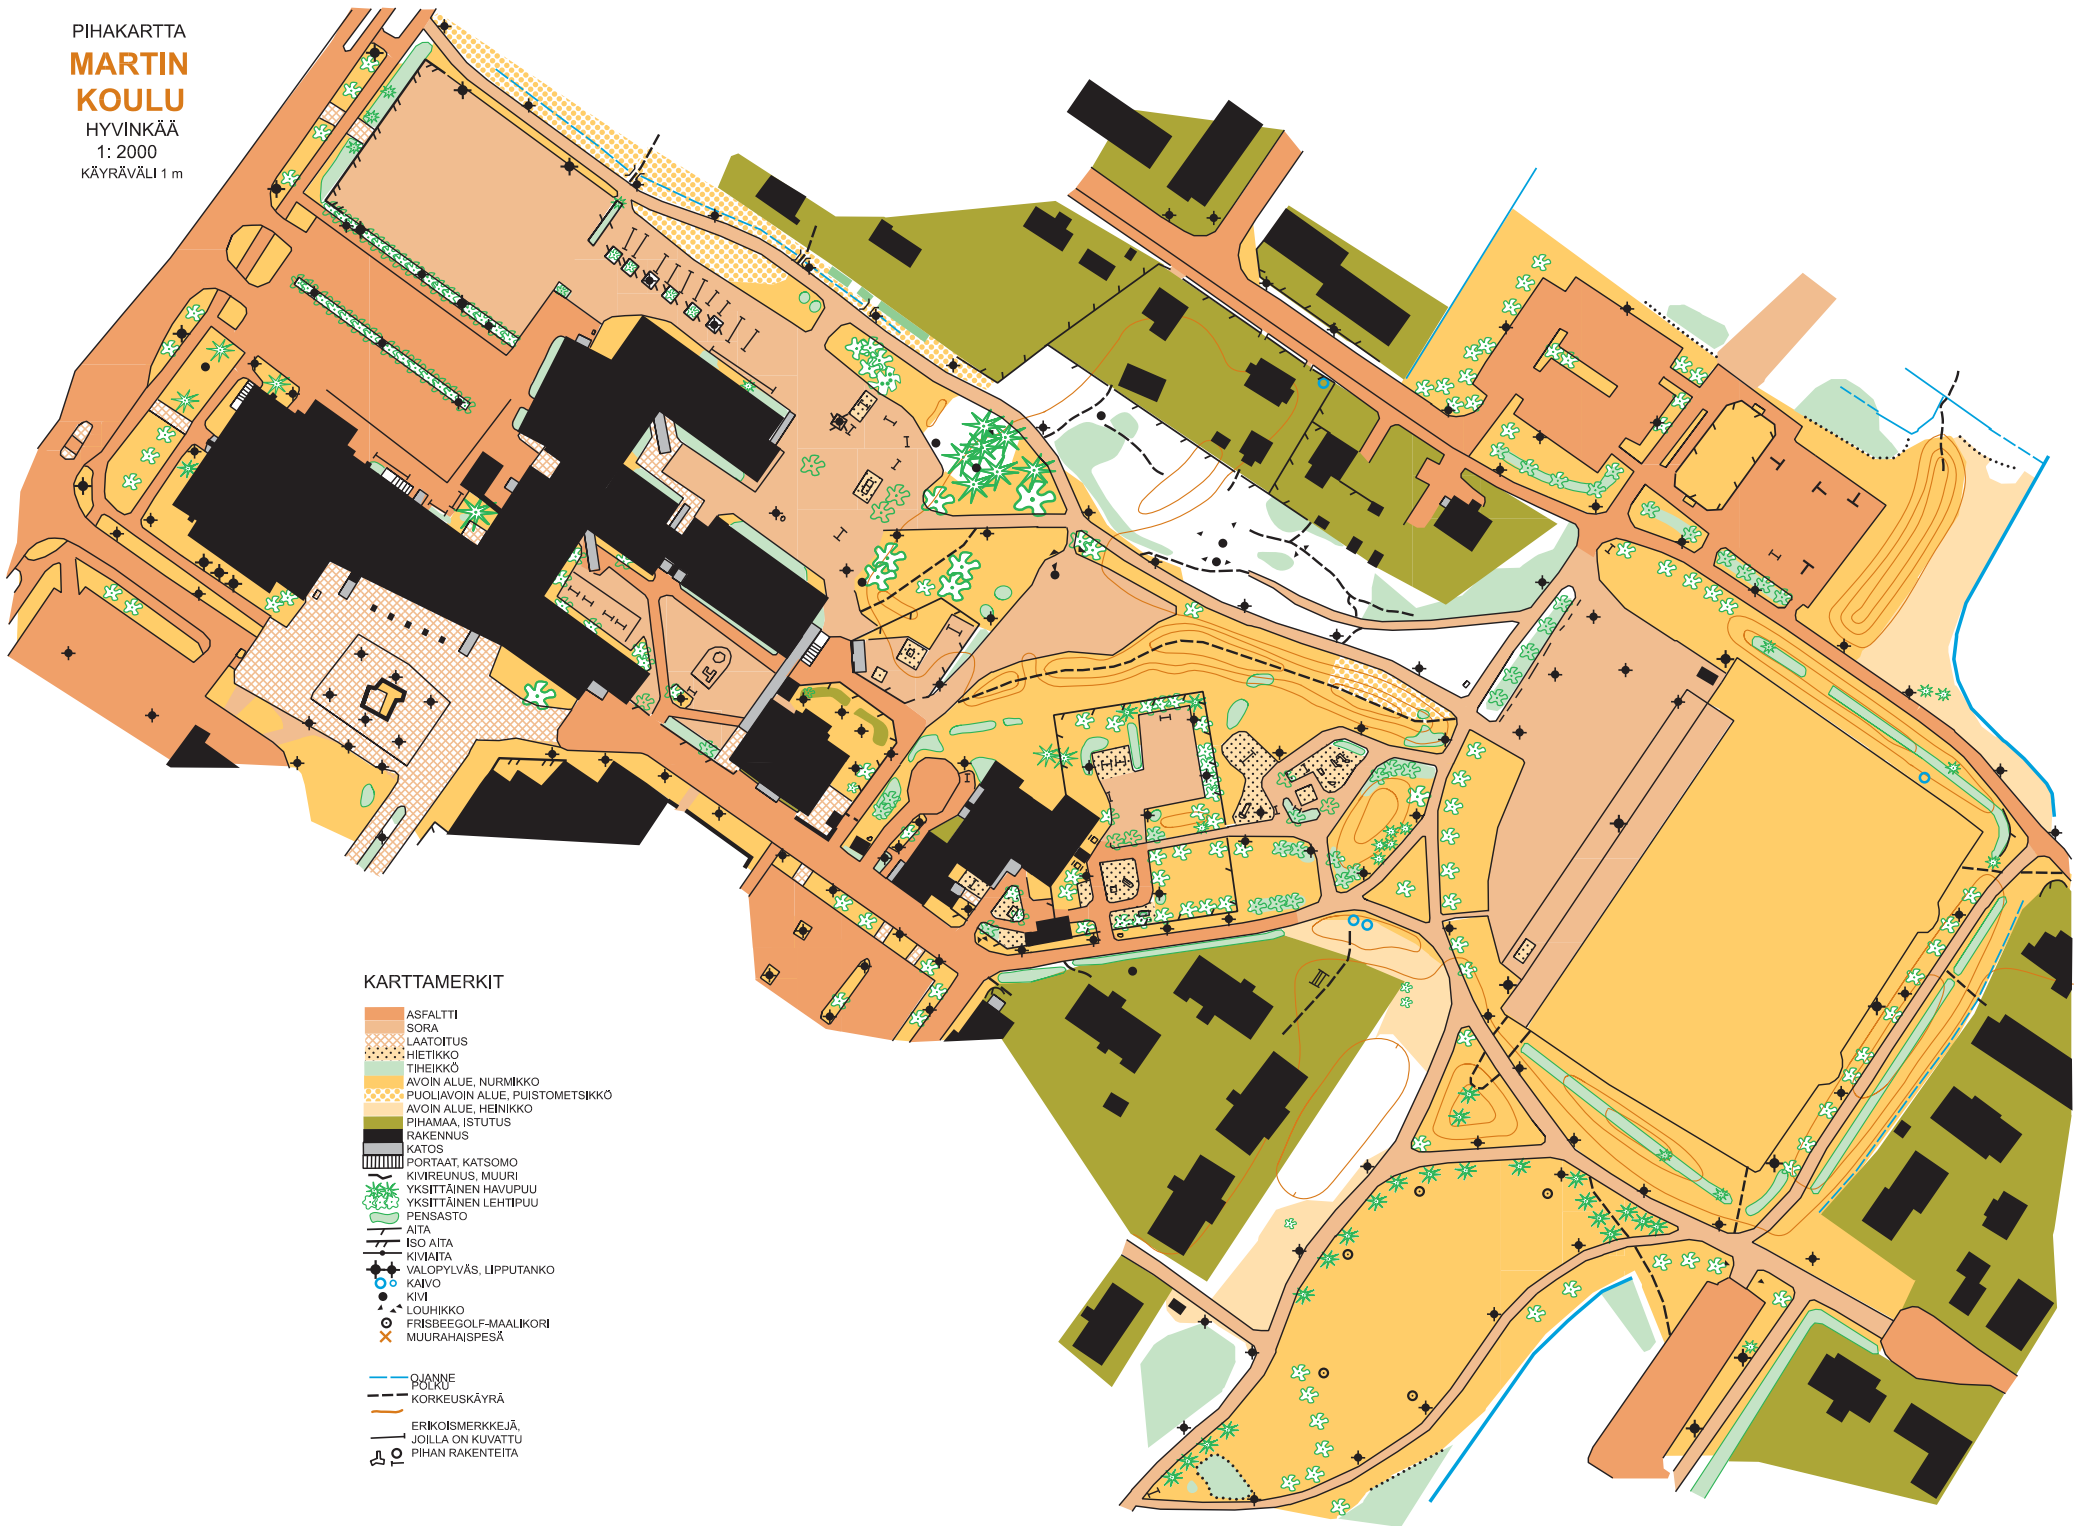 PIHAKARTTA
MARTIN
KOULU
HYVINKÄÄ
1: 2000
KÄYRÄVÄLI 1 m
KARTTAMERKIT
ASFALTTI
SORA
LAATOITUS
HIETIKKO
TIHEIKKÖ
AVOIN ALUE, NURMIKKO
PUOLIAVOIN ALUE, PUISTOMETSIKKÖ
AVOIN ALUE, HEINIKKO
PIHAMAA, ISTUTUS
RAKENNUS
KATOS
PORTAAT, KATSOMO
KIVIREUNUS, MUURI
YKSITTÄINEN HAVUPUU
YKSITTÄINEN LEHTIPUU
PENSASTO
AITA
ISO AITA
KIVIAITA
VALOPYLVÄS, LIPPUTANKO
KAIVO
KIVI
LOUHIKKO
FRISBEEGOLF-MAALIKORI
MUURAHAISPESÄ
OJANNE
POLKU
KORKEUSKÄYRÄ
ERIKOISMERKKEJÄ,
JOILLA ON KUVATTU
PIHAN RAKENTEITA